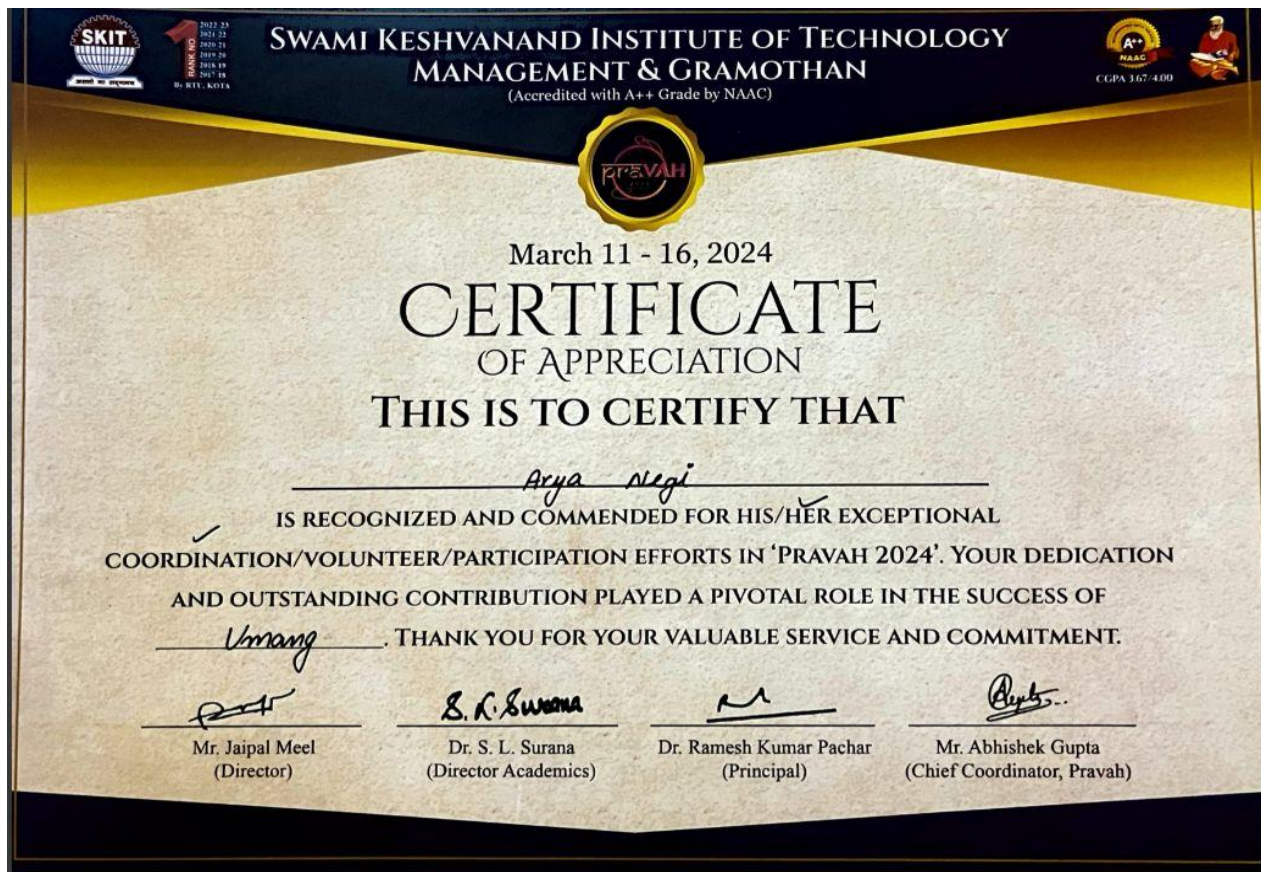 SKIT
RANK NO 1
2022-23
2021-22
2020-21
2019-20
2018-19
2017-18
By RTU, KOTA
SWAMI KESHVANAND INSTITUTE OF TECHNOLOGY
MANAGEMENT & GRAMOTHAN
(Accredited with A++ Grade by NAAC)
A++
NAAC
CGPA 3.67/4.00
praVAH
March 11 - 16, 2024
CERTIFICATE
OF APPRECIATION
THIS IS TO CERTIFY THAT
Arya Negi
IS RECOGNIZED AND COMMENDED FOR HIS/HER EXCEPTIONAL
COORDINATION/VOLUNTEER/PARTICIPATION EFFORTS IN ‘PRAVAH 2024’. YOUR DEDICATION
AND OUTSTANDING CONTRIBUTION PLAYED A PIVOTAL ROLE IN THE SUCCESS OF
Umang. THANK YOU FOR YOUR VALUABLE SERVICE AND COMMITMENT.
S. L. Surana
Mr. Jaipal Meel
(Director)
Dr. S. L. Surana
(Director Academics)
Dr. Ramesh Kumar Pachar
(Principal)
Mr. Abhishek Gupta
(Chief Coordinator, Pravah)